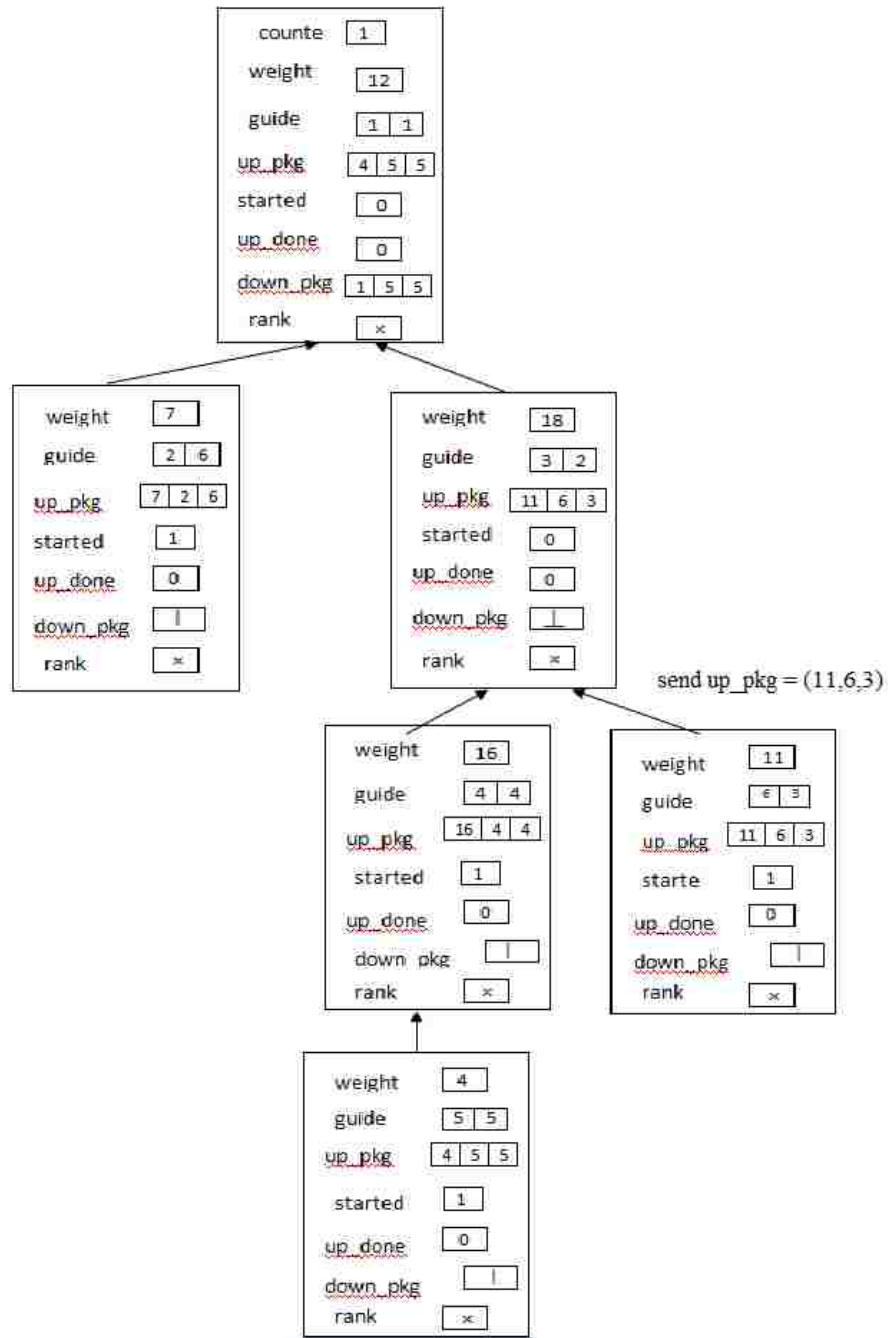 counte 1
weight 12
guide 1 1
up_pkg 4 5 5
started 0
up_done 0
down_pkg 1 5 5
rank ×
weight 7
guide 2 6
up_pkg 7 2 6
started 1
up_done 0
down_pkg |
rank ×
weight 18
guide 3 2
up_pkg 11 6 3
started 0
up_done 0
down_pkg ⊥
rank ×
send up_pkg = (11,6,3)
weight 16
guide 4 4
up_pkg 16 4 4
started 1
up_done 0
down pkg |
rank ×
weight 11
guide 6 3
up pkg 11 6 3
starte 1
up_done 0
down_pkg |
rank ×
weight 4
guide 5 5
up_pkg 4 5 5
started 1
up_done 0
down_pkg |
rank ×